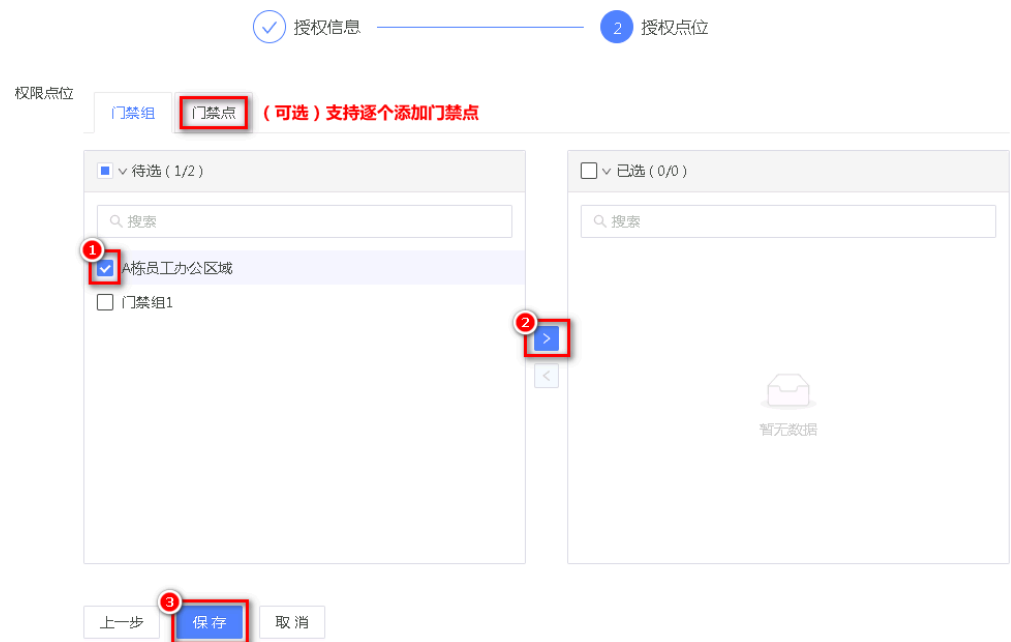 授权信息 2 授权点位
权限点位
门禁组 门禁点 （可选）支持逐个添加门禁点
待选（1/2） 已选（0/0）
搜索 搜索
1
A栋员工办公区域
门禁组1
2
暂无数据
3
上一步 保存 取消